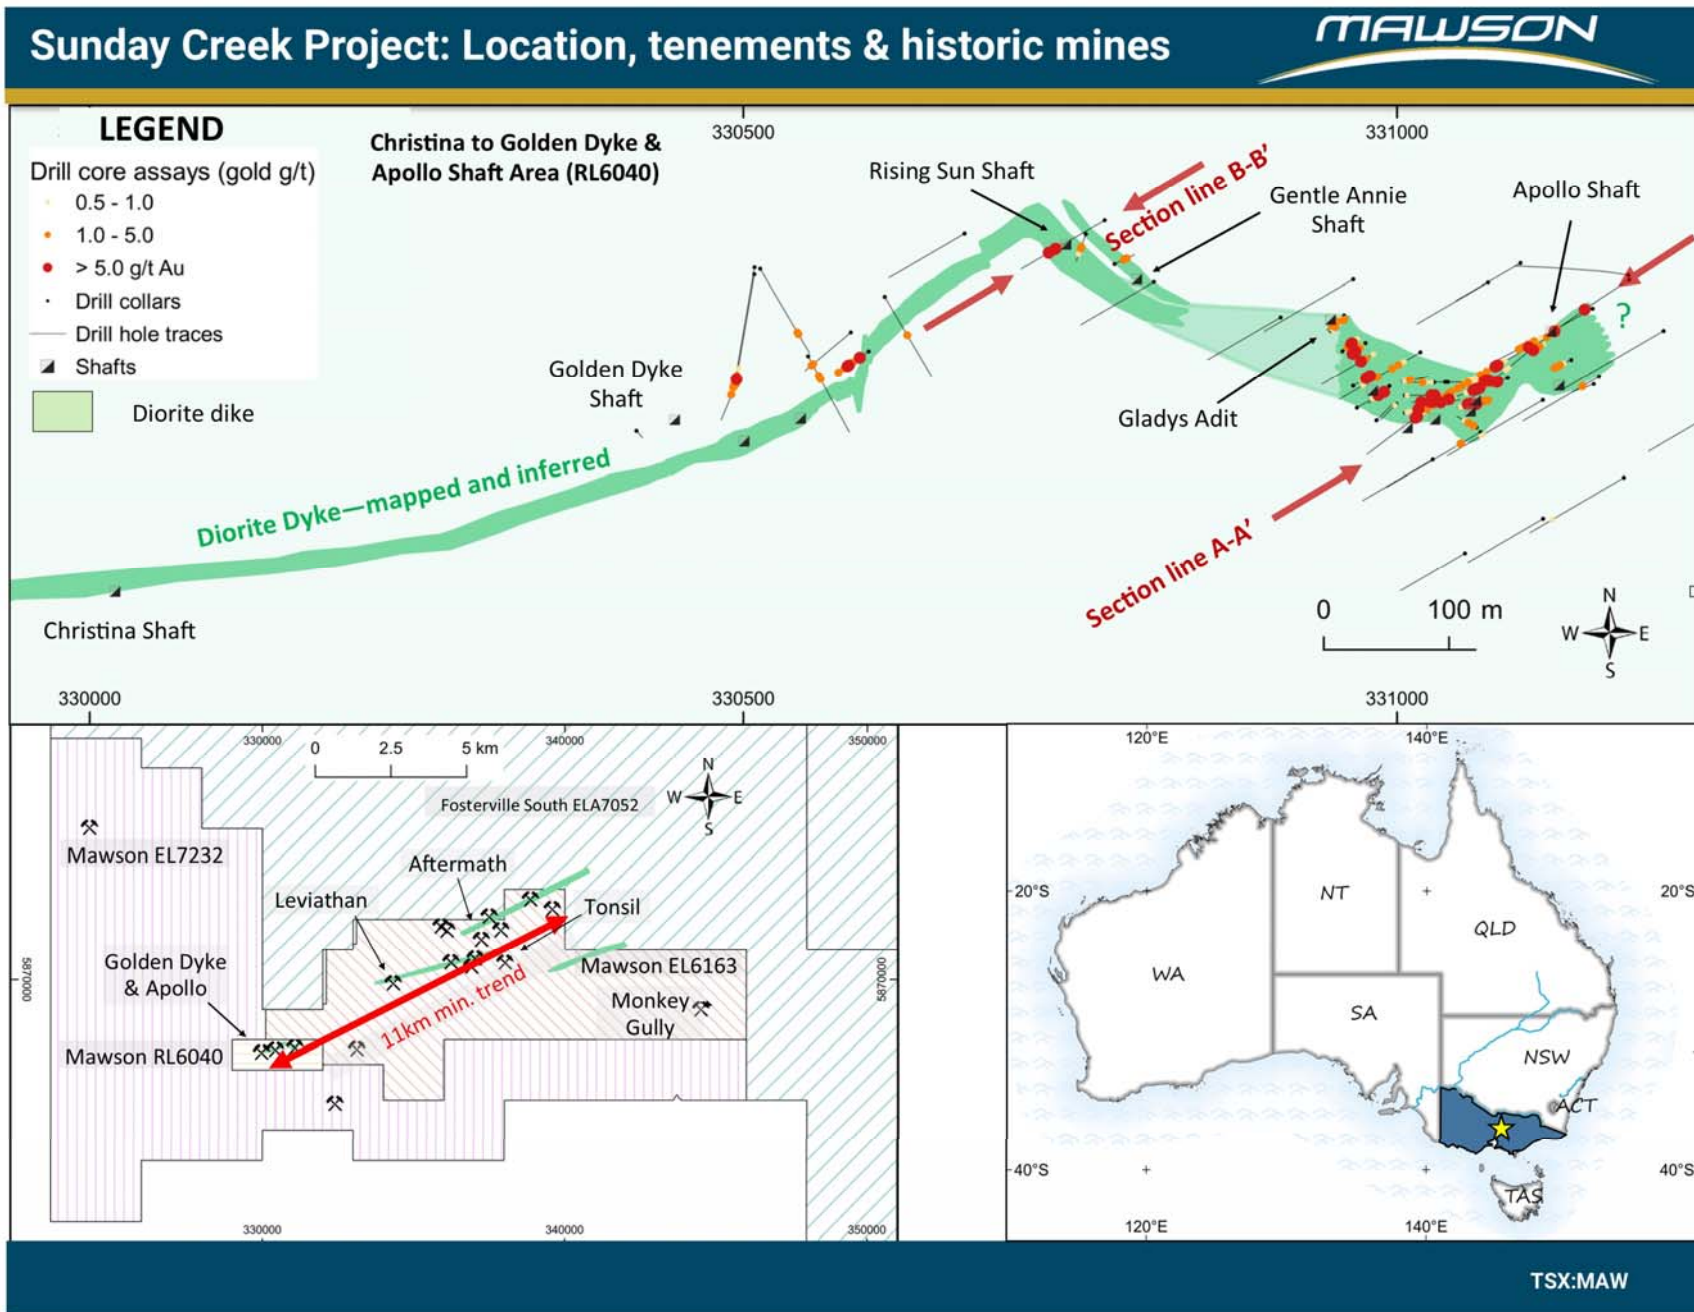 Sunday Creek Project: Location, tenements & historic mines
MAWSON
LEGEND
Drill core assays (gold g/t)
0.5 - 1.0
1.0 - 5.0
> 5.0 g/t Au
Drill collars
Drill hole traces
Shafts
Diorite dike
Christina to Golden Dyke &
Apollo Shaft Area (RL6040)
330500
331000
Rising Sun Shaft
Section line B-B’
Gentle Annie
Shaft
Apollo Shaft
?
Golden Dyke
Shaft
Gladys Adit
Diorite Dyke—mapped and inferred
Section line A-A’
Christina Shaft
0 100 m
N
W E
S
330000
330500
331000
330000
340000
350000
0 2.5 5 km
N
W E
S
Fosterville South ELA7052
Mawson EL7232
Aftermath
Leviathan
Tonsil
Golden Dyke
& Apollo
Mawson EL6163
Monkey
Gully
11km min. trend
Mawson RL6040
5870000
5870000
330000
340000
350000
120°E
140°E
20°S
20°S
NT
QLD
WA
SA
NSW
ACT
40°S
40°S
TAS
120°E
140°E
TSX:MAW